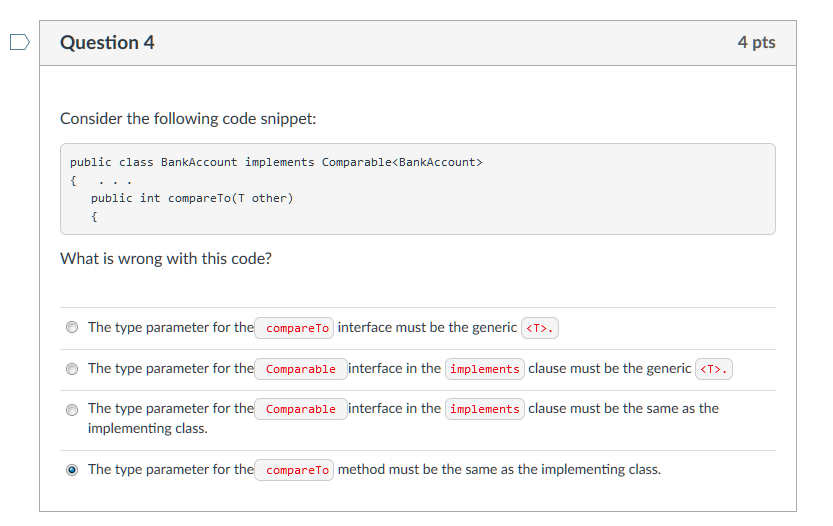 Question 4
4 pts
Consider the following code snippet:
public class BankAccount implements Comparable<BankAccount>
{ . . .
public int compareTo(T other)
{
What is wrong with this code?
The type parameter for the compareTo interface must be the generic <T>.
The type parameter for the Comparable interface in the implements clause must be the generic <T>.
The type parameter for the Comparable interface in the implements clause must be the same as the
implementing class.
The type parameter for the compareTo method must be the same as the implementing class.